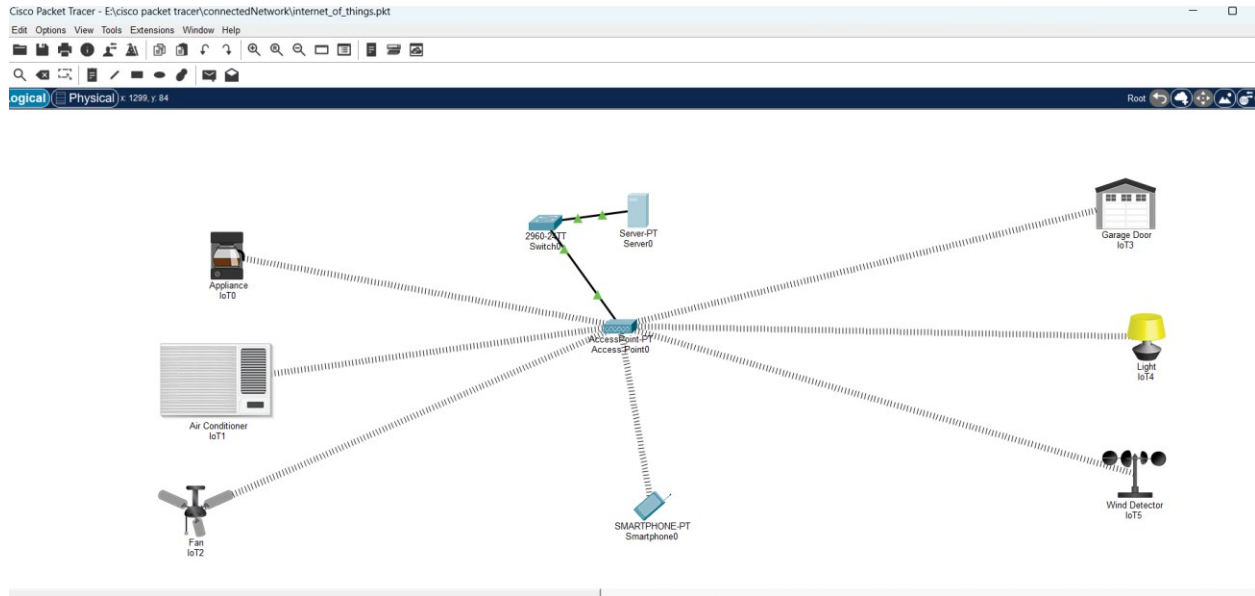 Cisco Packet Tracer - E:\cisco packet tracer\connectedNetwork\internet_of_things.pkt
Edit Options View Tools Extensions Window Help
ogical Physical x: 1299, y: 84 Root
2960-24TT
Switch0
Server-PT
Server0
Garage Door
IoT3
Appliance
IoT0
AccessPoint-PT
Access Point0
Light
IoT4
Air Conditioner
IoT1
Wind Detector
IoT5
SMARTPHONE-PT
Smartphone0
Fan
IoT2